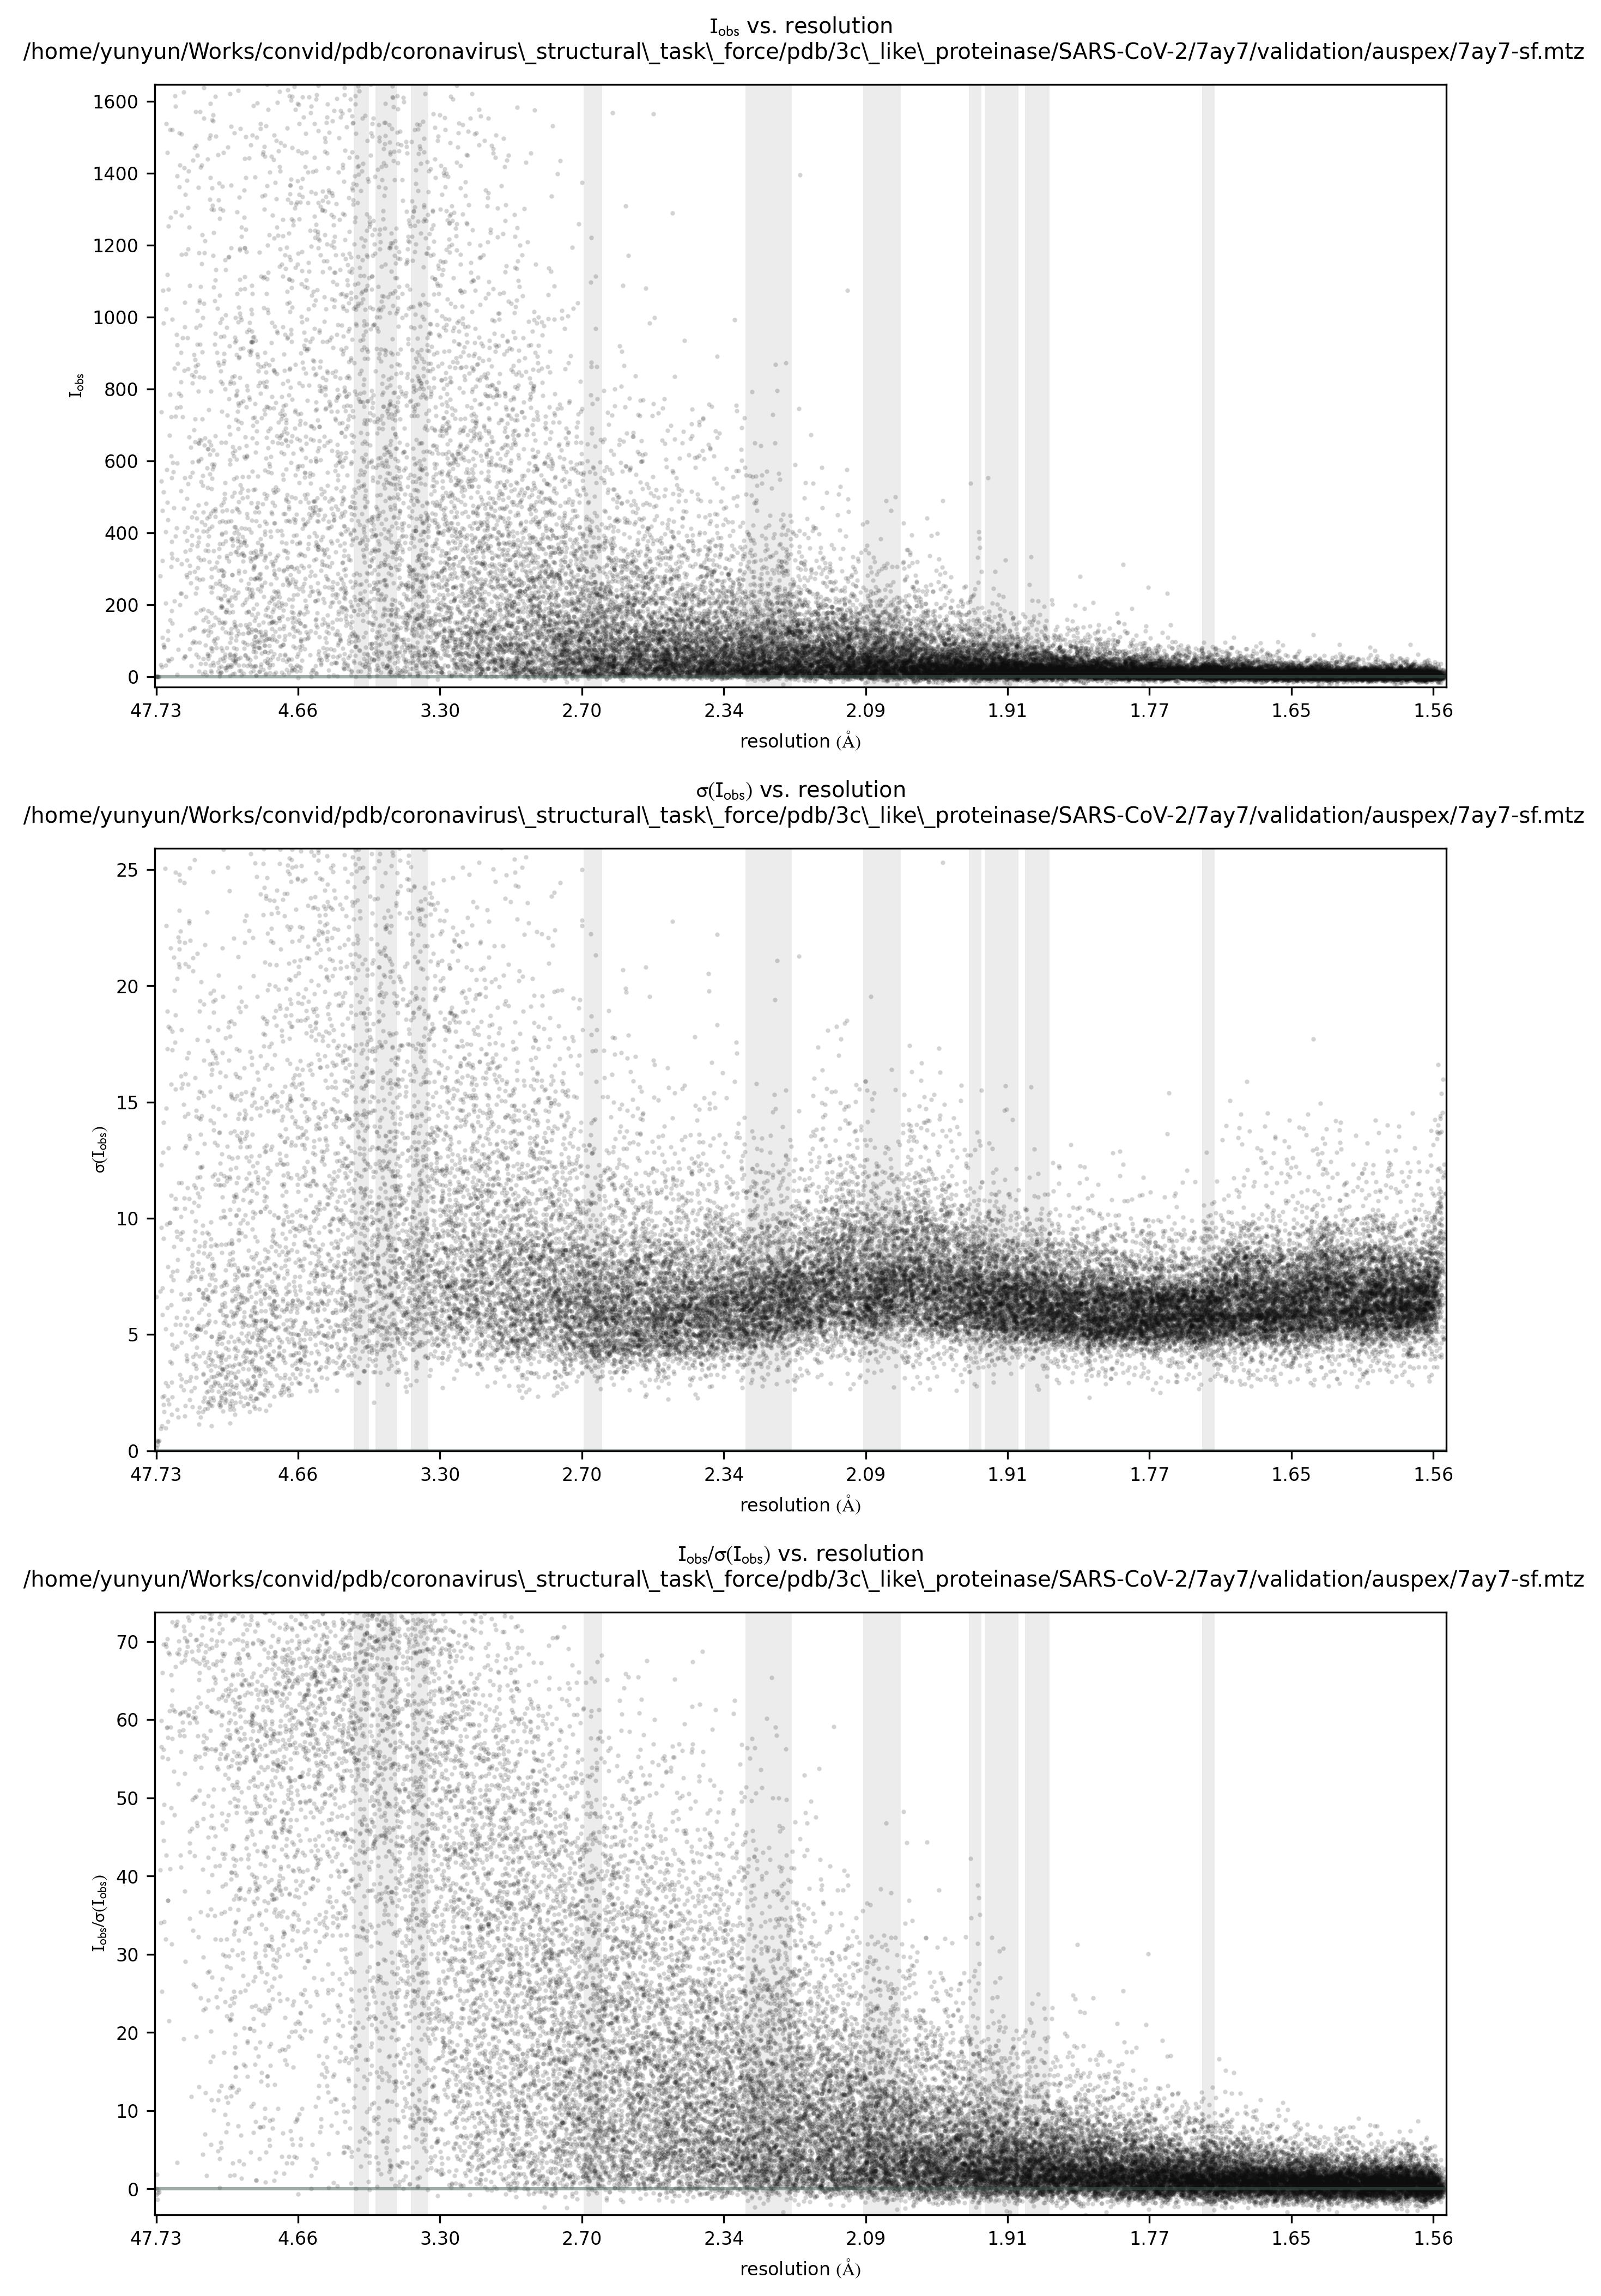 I_obs vs. resolution
/home/yunyun/Works/convid/pdb/coronavirus\_structural\_task\_force/pdb/3c\_like\_proteinase/SARS-CoV-2/7ay7/validation/auspex/7ay7-sf.mtz
1600
1400
1200
1000
800
600
400
200
0
I_obs
47.73 4.66 3.30 2.70 2.34 2.09 1.91 1.77 1.65 1.56
resolution (Å)
σ(I_obs) vs. resolution
/home/yunyun/Works/convid/pdb/coronavirus\_structural\_task\_force/pdb/3c\_like\_proteinase/SARS-CoV-2/7ay7/validation/auspex/7ay7-sf.mtz
25
20
15
10
5
0
σ(I_obs)
47.73 4.66 3.30 2.70 2.34 2.09 1.91 1.77 1.65 1.56
resolution (Å)
I_obs/σ(I_obs) vs. resolution
/home/yunyun/Works/convid/pdb/coronavirus\_structural\_task\_force/pdb/3c\_like\_proteinase/SARS-CoV-2/7ay7/validation/auspex/7ay7-sf.mtz
70
60
50
40
30
20
10
0
I_obs/σ(I_obs)
47.73 4.66 3.30 2.70 2.34 2.09 1.91 1.77 1.65 1.56
resolution (Å)